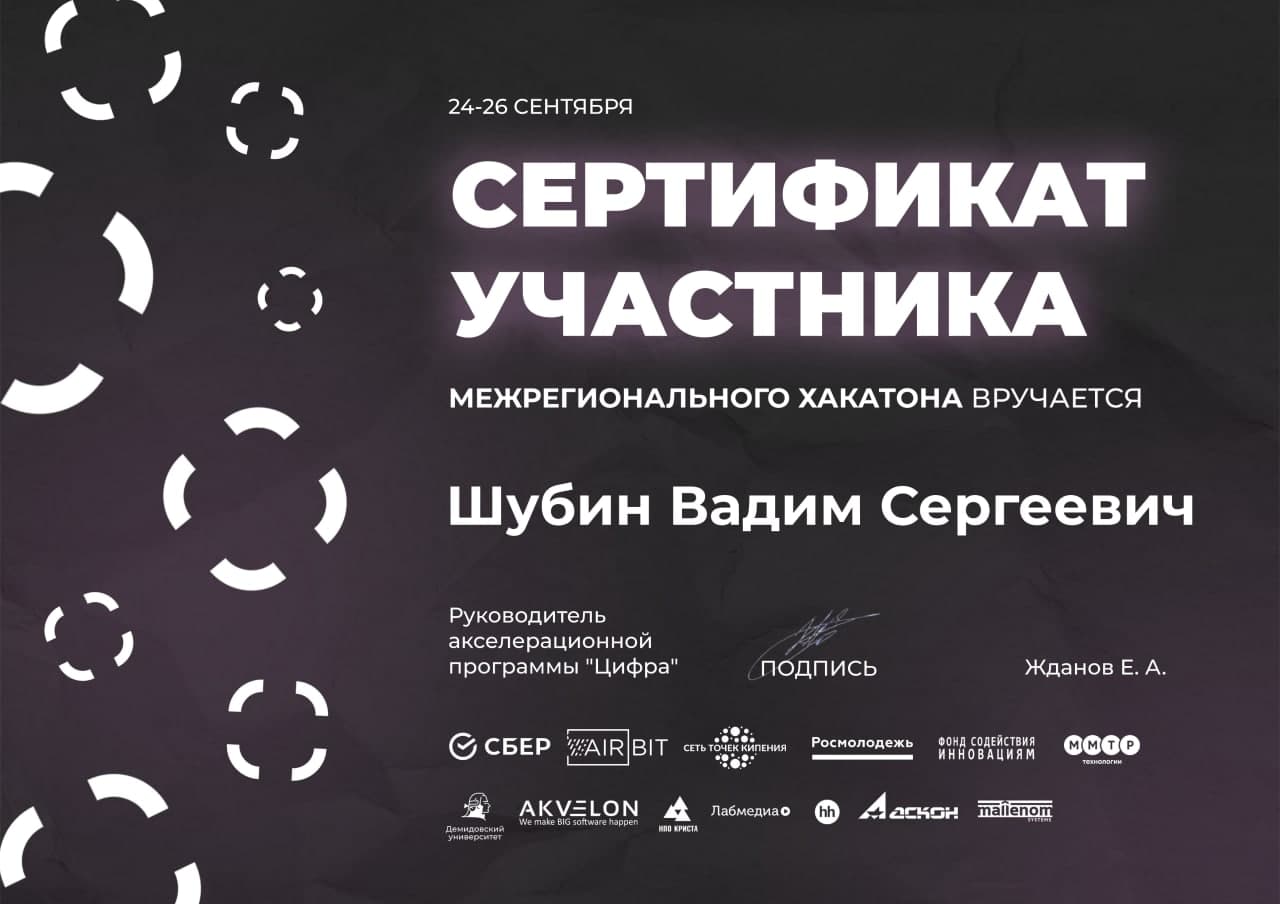 24-26 СЕНТЯБРЯ
СЕРТИФИКАТ
УЧАСТНИКА
МЕЖРЕГИОНАЛЬНОГО ХАКАТОНА ВРУЧАЕТСЯ
Шубин Вадим Сергеевич
Руководитель
акселерационной
программы "Цифра"
ПОДПИСЬ
Жданов Е. А.
СБЕР
AIRBIT
СЕТЬ ТОЧЕК КИПЕНИЯ
Росмолодежь
ФОНД СОДЕЙСТВИЯ
ИННОВАЦИЯМ
ММТР
технологии
Демидовский
университет
AKVELON
We make BIG software happen
НПО КРИСТА
Лабмедиа
hh
АСКОН
mallenom
SYSTEMS